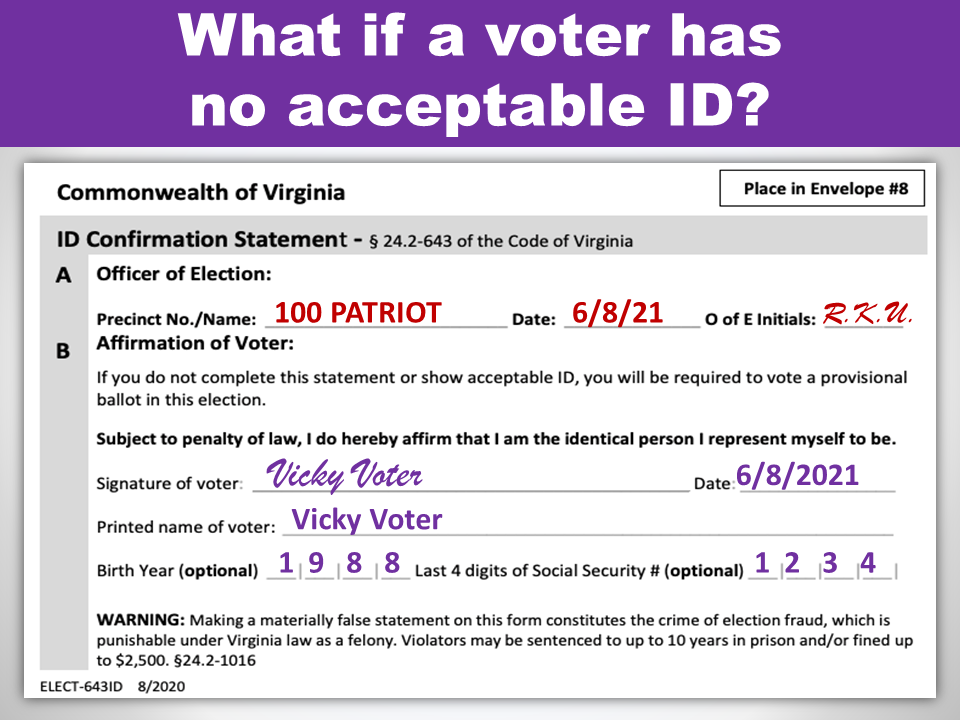 What if a voter has
no acceptable ID?
Commonwealth of Virginia
Place in Envelope #8
ID Confirmation Statement - § 24.2-643 of the Code of Virginia
A Officer of Election:
Precinct No./Name: 100 PATRIOT Date: 6/8/21 O of E Initials: R.K.U.
B Affirmation of Voter:
If you do not complete this statement or show acceptable ID, you will be required to vote a provisional
ballot in this election.
Subject to penalty of law, I do hereby affirm that I am the identical person I represent myself to be.
Signature of voter: Vicky Voter Date: 6/8/2021
Printed name of voter: Vicky Voter
Birth Year (optional) 1 9 8 8 Last 4 digits of Social Security # (optional) 1 2 3 4
WARNING: Making a materially false statement on this form constitutes the crime of election fraud, which is
punishable under Virginia law as a felony. Violators may be sentenced to up to 10 years in prison and/or fined up
to $2,500. §24.2-1016
ELECT-643ID 8/2020